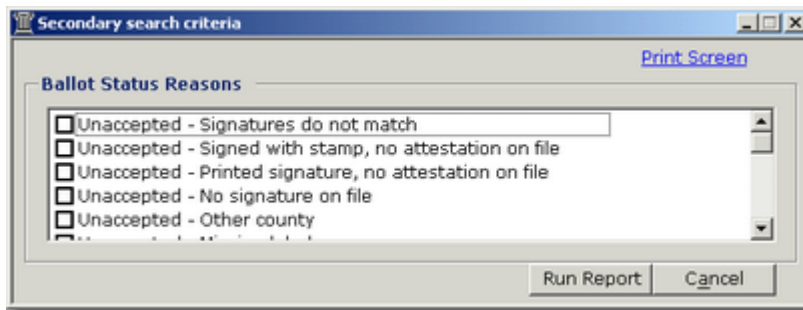 Secondary search criteria
Print Screen
Ballot Status Reasons
Unaccepted - Signatures do not match
Unaccepted - Signed with stamp, no attestation on file
Unaccepted - Printed signature, no attestation on file
Unaccepted - No signature on file
Unaccepted - Other county
Run Report
Cancel